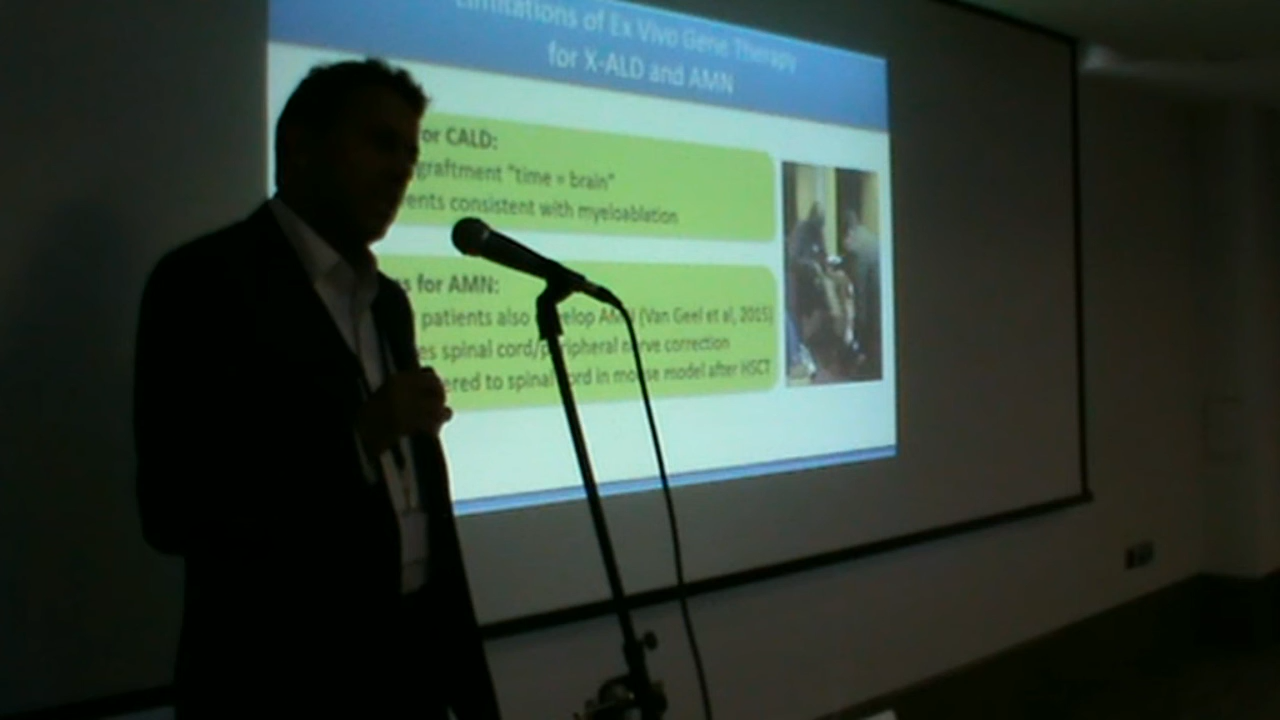 Limitations of Ex Vivo Gene Therapy
for X-ALD and AMN
or CALD:
graftment "time = brain"
ents consistent with myeloablation
s for AMN:
patients also elop AMN (Van Geel et al, 2015)
es spinal cord/peripheral nerve correction
ered to spinal cord in mouse model after HSCT